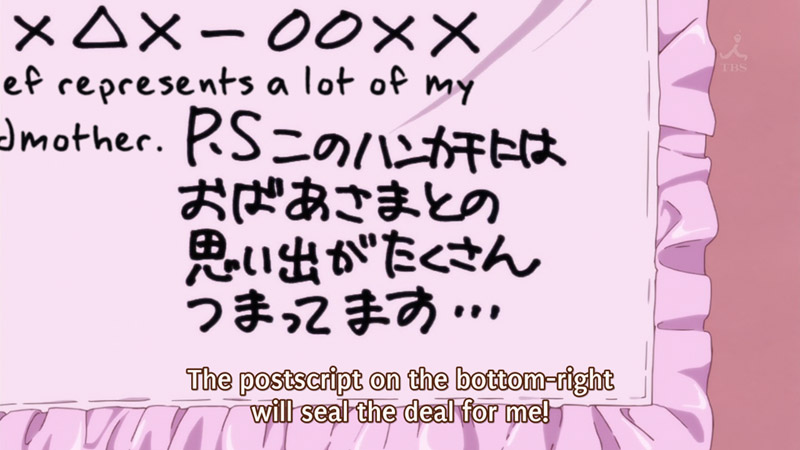 ×△×－○○××
TBS
ef represents a lot of my
dmother.
P.S このハンカチには
おばあさまとの
思い出がたくさん
つまってます…
The postscript on the bottom-right
will seal the deal for me!